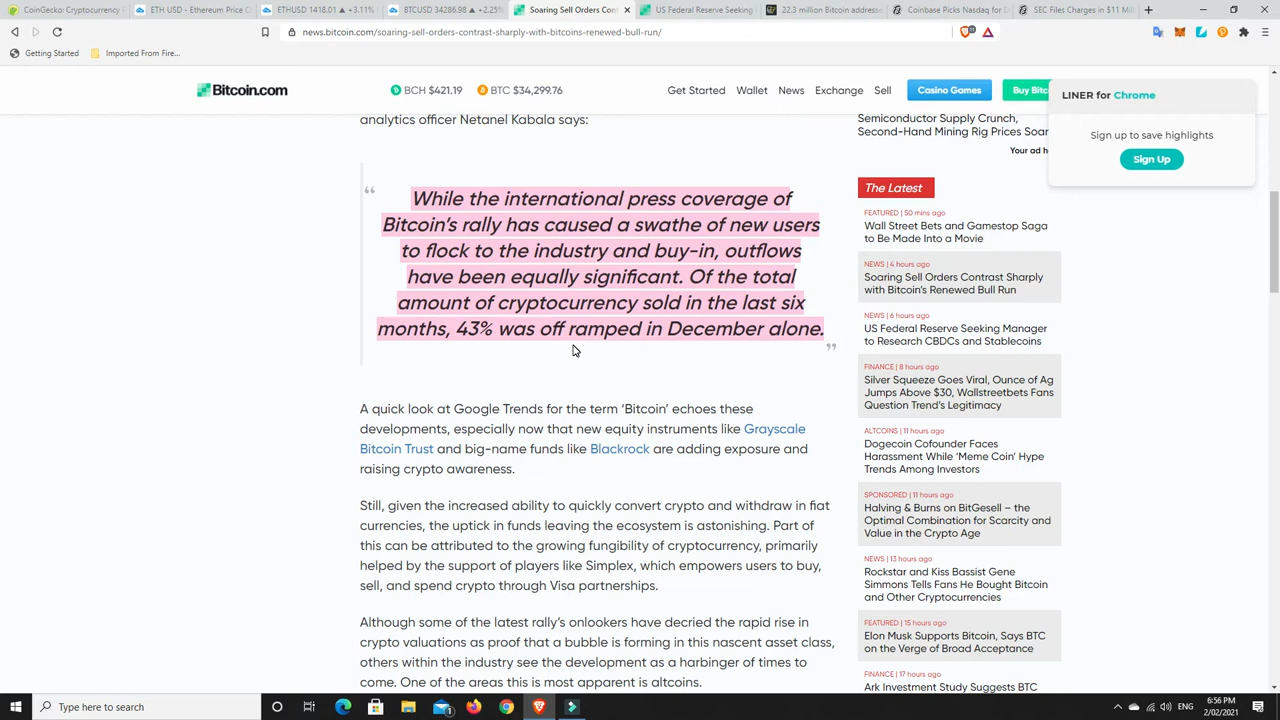 CoinGecko: Cryptocurrency P
ETH USD - Ethereum Price C
ETHUSD 1418.01 ▲ +3.11%
BTCUSD 34286.98 ▲ +2.25%
Soaring Sell Orders Cont
US Federal Reserve Seeking
22.3 million Bitcoin addresse
Coinbase Picks Nasdaq for D
SEC Files Charges in $11 Mi
news.bitcoin.com/soaring-sell-orders-contrast-sharply-with-bitcoins-renewed-bull-run/
Getting Started
Imported From Fire...
Bitcoin.com
BCH $421.19
BTC $34,299.76
Get Started
Wallet
News
Exchange
Sell
Casino Games
Buy Bitc
LINER for Chrome
Sign up to save highlights
Sign Up
analytics officer Netanel Kabala says:
“
While the international press coverage of
Bitcoin's rally has caused a swathe of new users
to flock to the industry and buy-in, outflows
have been equally significant. Of the total
amount of cryptocurrency sold in the last six
months, 43% was off ramped in December alone.
”
A quick look at Google Trends for the term 'Bitcoin' echoes these
developments, especially now that new equity instruments like Grayscale
Bitcoin Trust and big-name funds like Blackrock are adding exposure and
raising crypto awareness.
Still, given the increased ability to quickly convert crypto and withdraw in fiat
currencies, the uptick in funds leaving the ecosystem is astonishing. Part of
this can be attributed to the growing fungibility of cryptocurrency, primarily
helped by the support of players like Simplex, which empowers users to buy,
sell, and spend crypto through Visa partnerships.
Although some of the latest rally's onlookers have decried the rapid rise in
crypto valuations as proof that a bubble is forming in this nascent asset class,
others within the industry see the development as a harbinger of times to
come. One of the areas this is most apparent is altcoins.
Semiconductor Supply Crunch,
Second-Hand Mining Rig Prices Soar
Your ad h
The Latest
FEATURED | 50 mins ago
Wall Street Bets and Gamestop Saga
to Be Made Into a Movie
NEWS | 4 hours ago
Soaring Sell Orders Contrast Sharply
with Bitcoin's Renewed Bull Run
NEWS | 6 hours ago
US Federal Reserve Seeking Manager
to Research CBDCs and Stablecoins
FINANCE | 8 hours ago
Silver Squeeze Goes Viral, Ounce of Ag
Jumps Above $30, Wallstreetbets Fans
Question Trend's Legitimacy
ALTCOINS | 11 hours ago
Dogecoin Cofounder Faces
Harassment While 'Meme Coin' Hype
Trends Among Investors
SPONSORED | 11 hours ago
Halving & Burns on BitGesell – the
Optimal Combination for Scarcity and
Value in the Crypto Age
NEWS | 13 hours ago
Rockstar and Kiss Bassist Gene
Simmons Tells Fans He Bought Bitcoin
and Other Cryptocurrencies
FEATURED | 15 hours ago
Elon Musk Supports Bitcoin, Says BTC
on the Verge of Broad Acceptance
FINANCE | 17 hours ago
Ark Investment Study Suggests BTC
Type here to search
ENG
6:56 PM
2/02/2021